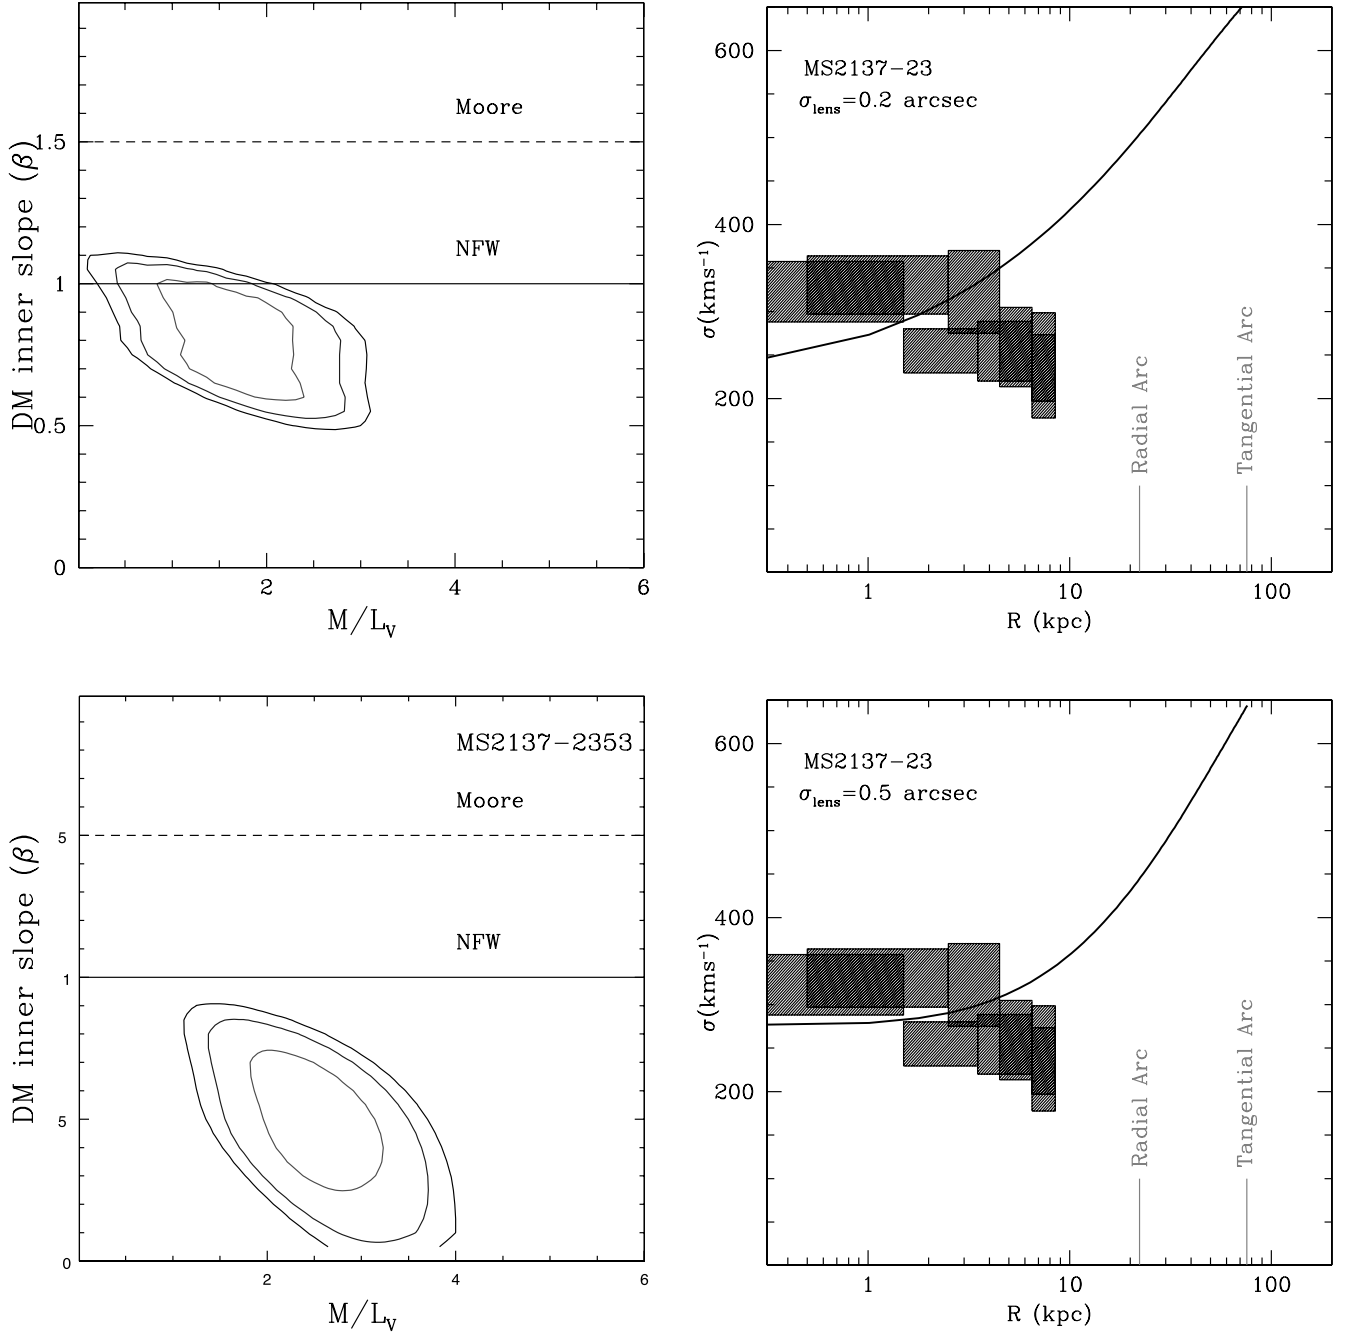 Moore
NFW
DM inner slope (β)
1.5
1
0.5
0
2
4
6
M/L_V
MS2137-23
σ_lens=0.2 arcsec
600
400
200
σ(kms⁻¹)
Radial Arc
Tangential Arc
1
10
100
R (kpc)
MS2137-2353
Moore
NFW
DM inner slope (β)
5
1
5
0
2
4
6
M/L_V
MS2137-23
σ_lens=0.5 arcsec
600
400
200
σ(kms⁻¹)
Radial Arc
Tangential Arc
1
10
100
R (kpc)